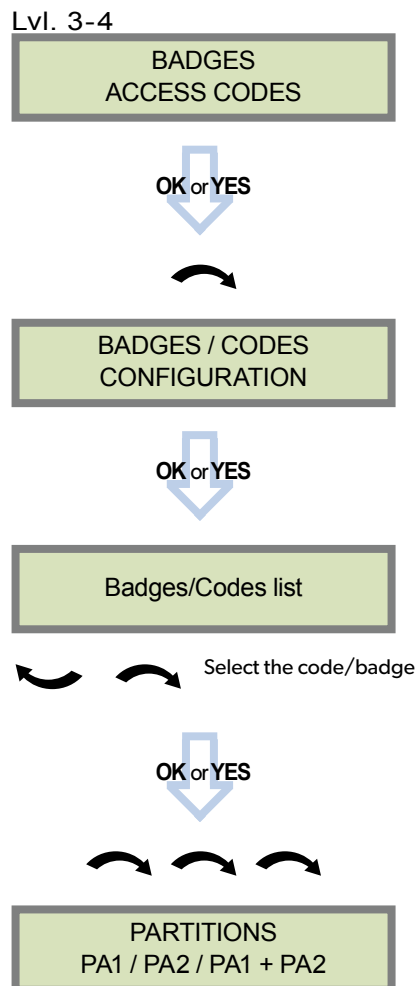 Lvl. 3-4
BADGES
ACCESS CODES
OK or YES
BADGES / CODES
CONFIGURATION
OK or YES
Badges/Codes list
Select the code/badge
OK or YES
PARTITIONS
PA1 / PA2 / PA1 + PA2